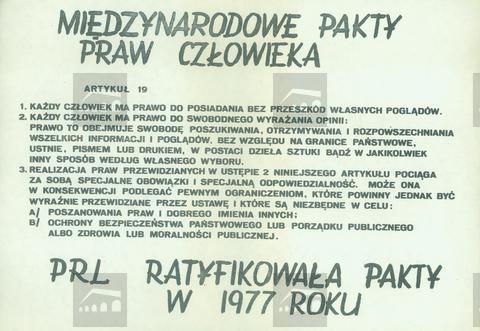 MIĘDZYNARODOWE PAKTY
PRAW CZŁOWIEKA
ARTYKUŁ 19
1. KAŻDY CZŁOWIEK MA PRAWO DO POSIADANIA BEZ PRZESZKÓD WŁASNYCH POGLĄDÓW.
2. KAŻDY CZŁOWIEK MA PRAWO DO SWOBODNEGO WYRAŻANIA OPINII:
PRAWO TO OBEJMUJE SWOBODĘ POSZUKIWANIA, OTRZYMYWANIA I ROZPOWSZECHNIANIA
WSZELKICH INFORMACJI I POGLĄDÓW. BEZ WZGLĘDU NA GRANICE PAŃSTWOWE,
USTNIE, PISMEM LUB DRUKIEM, W POSTACI DZIEŁA SZTUKI BĄDŹ W JAKIKOLWIEK
INNY SPOSÓB WEDŁUG WŁASNEGO WYBORU.
3. REALIZACJA PRAW PRZEWIDZIANYCH W USTĘPIE 2 NINIEJSZEGO ARTYKUŁU POCIĄGA
ZA SOBĄ SPECJALNE OBOWIĄZKI I SPECJALNĄ ODPOWIEDZIALNOŚĆ. MOŻE ONA
W KONSEKWENCJI PODLEGAĆ PEWNYM OGRANICZENIOM, KTÓRE POWINNY JEDNAK BYĆ
WYRAŹNIE PRZEWIDZIANE PRZEZ USTAWĘ I KTÓRE SĄ NIEZBĘDNE W CELU:
A/ POSZANOWANIA PRAW I DOBREGO IMIENIA INNYCH;
B/ OCHRONY BEZPIECZEŃSTWA PAŃSTWOWEGO LUB PORZĄDKU PUBLICZNEGO
ALBO ZDROWIA LUB MORALNOŚCI PUBLICZNEJ.
PRL RATYFIKOWAŁA PAKTY
W 1977 ROKU